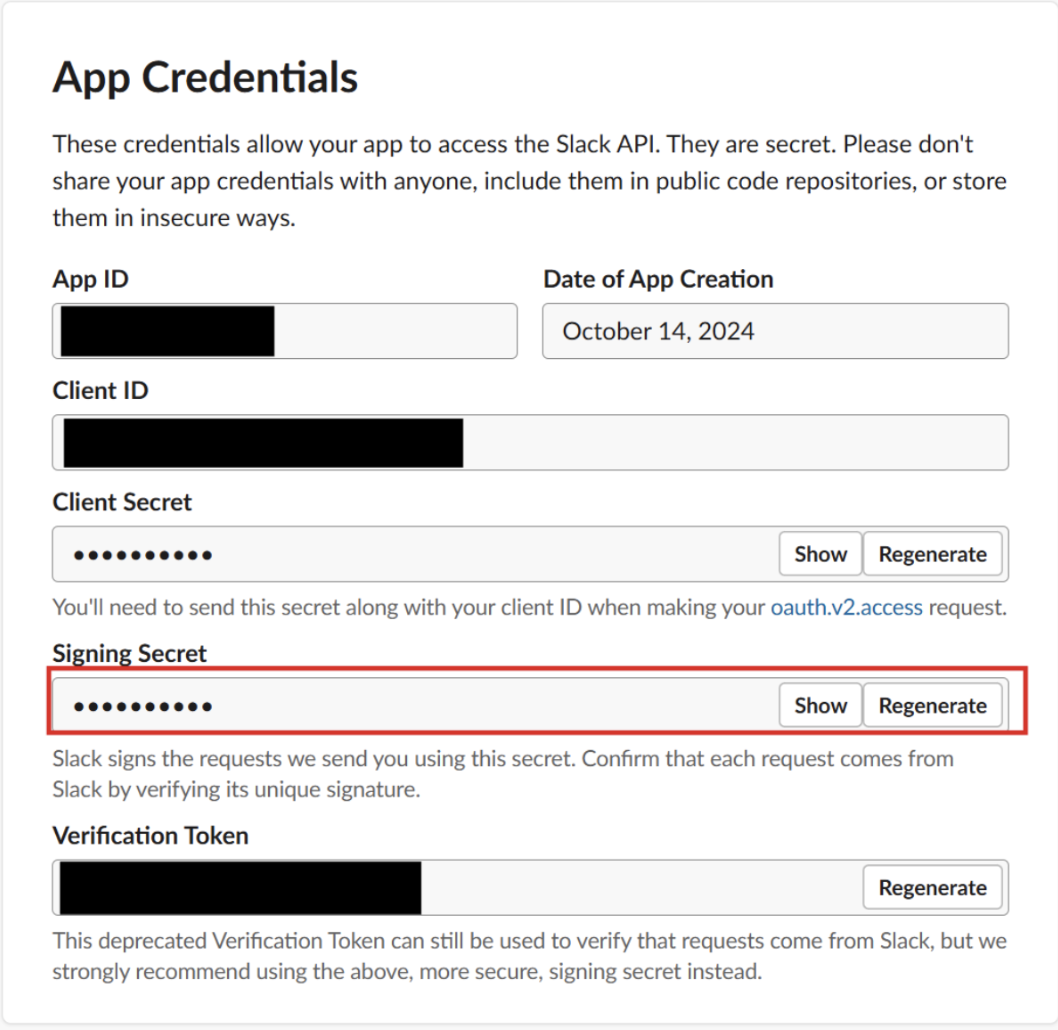 App Credentials
These credentials allow your app to access the Slack API. They are secret. Please don't
share your app credentials with anyone, include them in public code repositories, or store
them in insecure ways.
App ID
Date of App Creation
October 14, 2024
Client ID
Client Secret
••••••••••
Show
Regenerate
You'll need to send this secret along with your client ID when making your oauth.v2.access request.
Signing Secret
••••••••••
Show
Regenerate
Slack signs the requests we send you using this secret. Confirm that each request comes from
Slack by verifying its unique signature.
Verification Token
Regenerate
This deprecated Verification Token can still be used to verify that requests come from Slack, but we
strongly recommend using the above, more secure, signing secret instead.